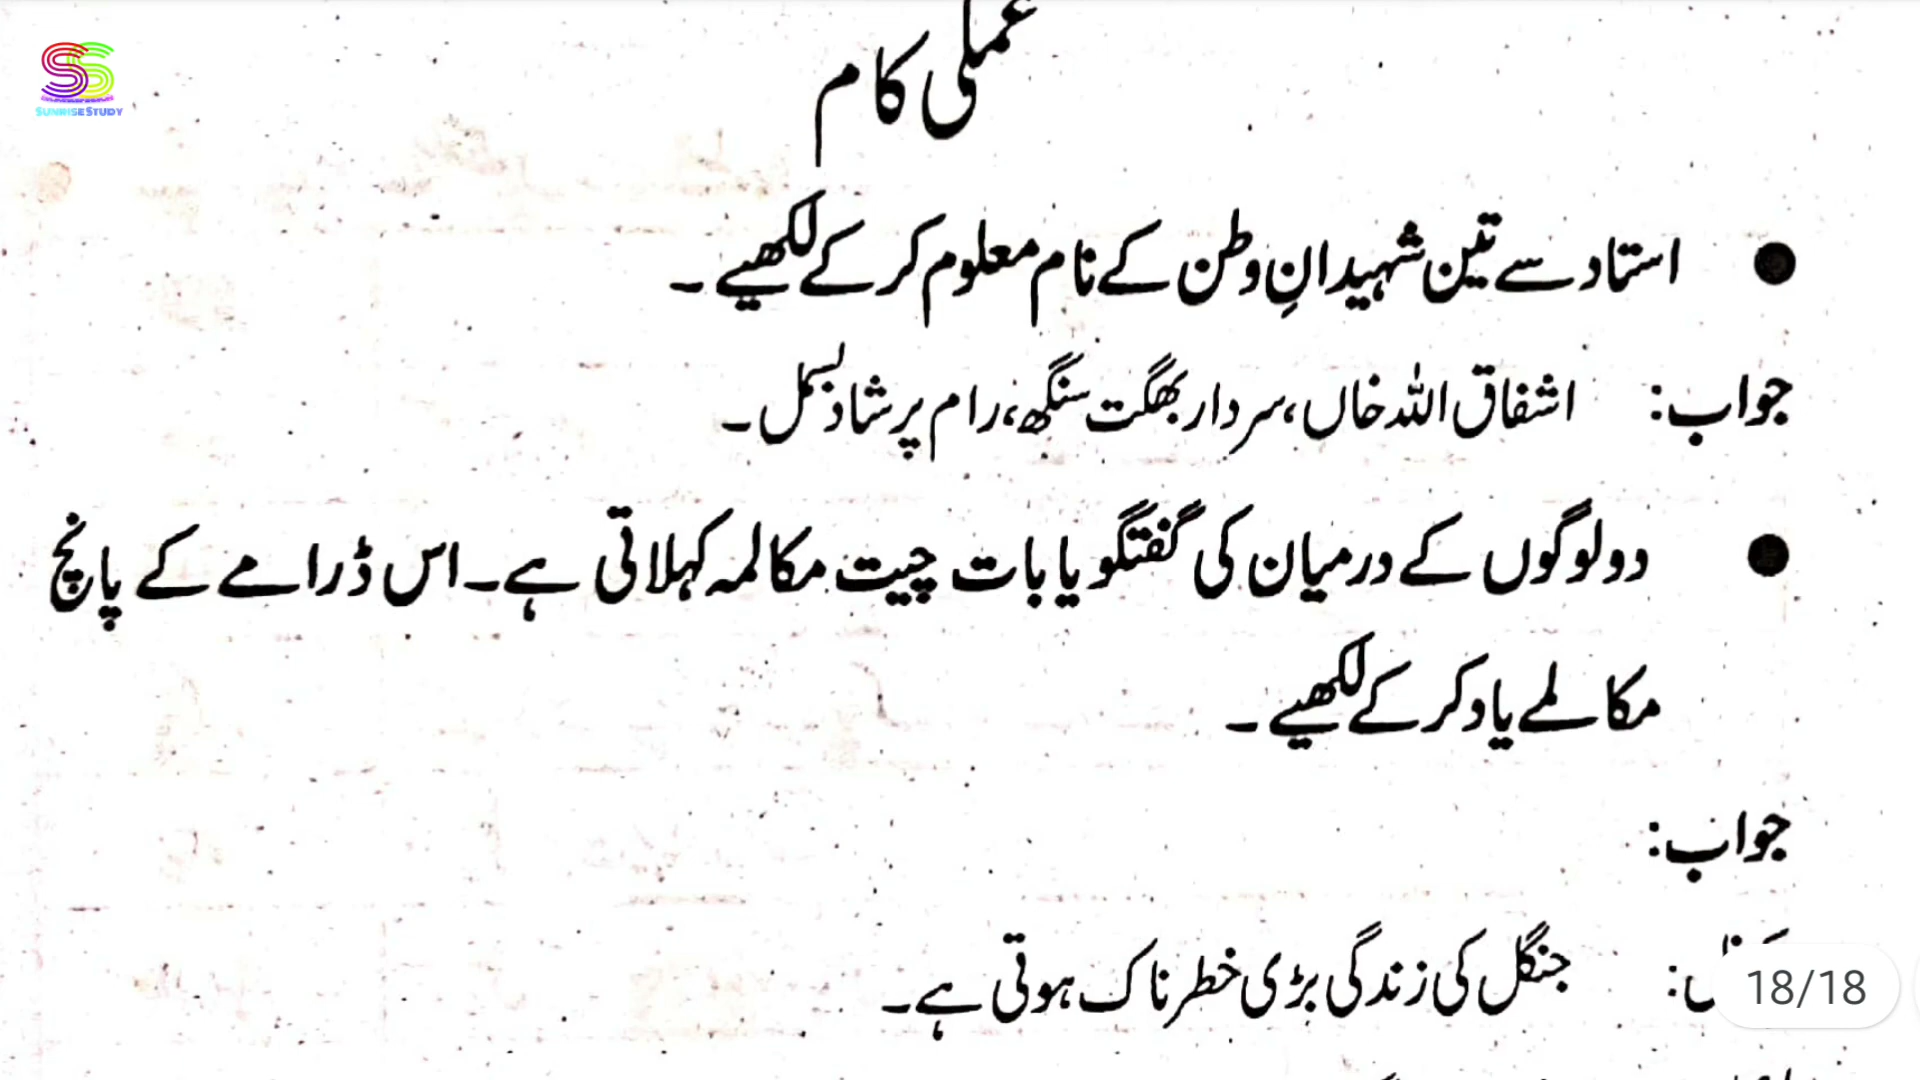 SS
SUNRISE STUDY
عملی کام
● استاد سے تین شہیدانِ وطن کے نام معلوم کر کے لکھیے۔
جواب: اشفاق اللہ خاں، سردار بھگت سنگھ، رام پرشاد بسمل۔
● دو لوگوں کے درمیان کی گفتگو یا بات چیت مکالمہ کہلاتی ہے۔ اس ڈرامے کے پانچ
مکالمے یاد کر کے لکھیے۔
جواب:
جنگل کی زندگی بڑی خطرناک ہوتی ہے۔
18/18